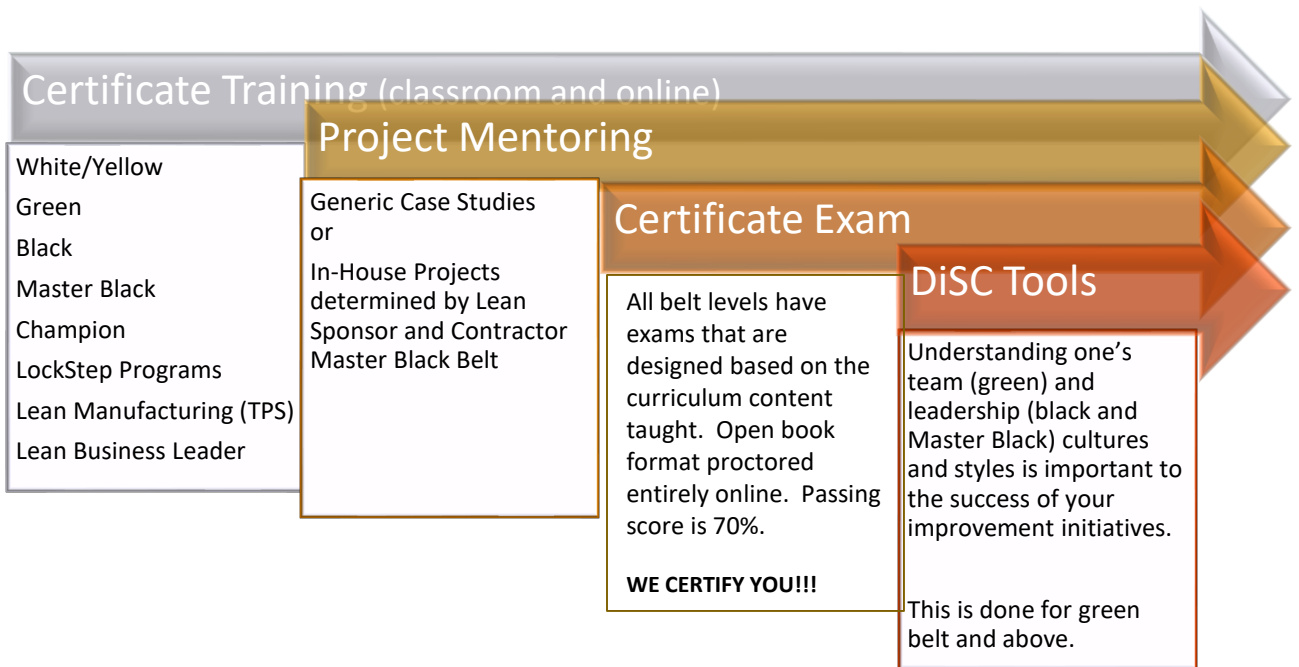 Certificate Training (classroom and online)
White/Yellow
Green
Black
Master Black
Champion
LockStep Programs
Lean Manufacturing (TPS)
Lean Business Leader
Project Mentoring
Generic Case Studies
or
In-House Projects
determined by Lean
Sponsor and Contractor
Master Black Belt
Certificate Exam
All belt levels have
exams that are
designed based on the
curriculum content
taught.  Open book
format proctored
entirely online.  Passing
score is 70%.
WE CERTIFY YOU!!!
DiSC Tools
Understanding one’s
team (green) and
leadership (black and
Master Black) cultures
and styles is important to
the success of your
improvement initiatives.
This is done for green
belt and above.